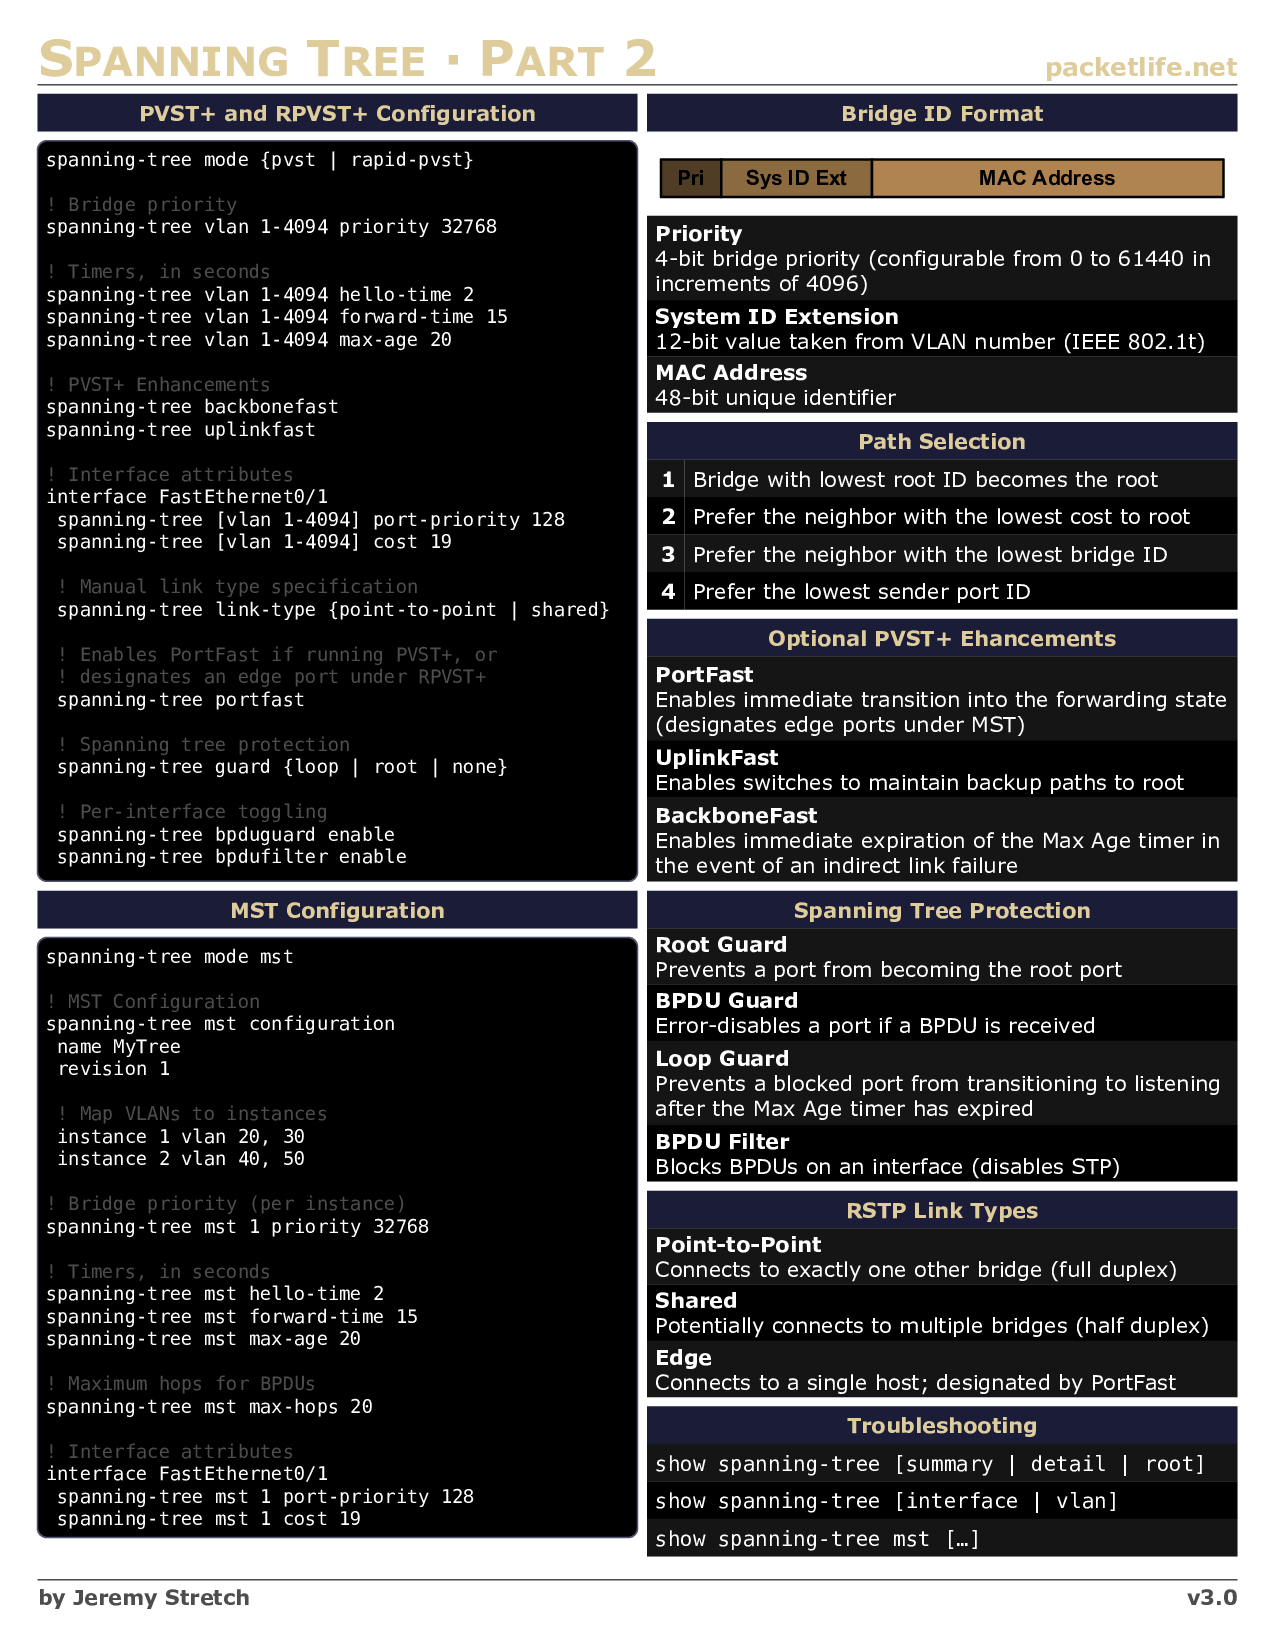 SPANNING TREE · PART 2
packetlife.net
PVST+ and RPVST+ Configuration
spanning-tree mode {pvst | rapid-pvst}
! Bridge priority
spanning-tree vlan 1-4094 priority 32768
! Timers, in seconds
spanning-tree vlan 1-4094 hello-time 2
spanning-tree vlan 1-4094 forward-time 15
spanning-tree vlan 1-4094 max-age 20
! PVST+ Enhancements
spanning-tree backbonefast
spanning-tree uplinkfast
! Interface attributes
interface FastEthernet0/1
 spanning-tree [vlan 1-4094] port-priority 128
 spanning-tree [vlan 1-4094] cost 19
 ! Manual link type specification
 spanning-tree link-type {point-to-point | shared}
 ! Enables PortFast if running PVST+, or
 ! designates an edge port under RPVST+
 spanning-tree portfast
 ! Spanning tree protection
 spanning-tree guard {loop | root | none}
 ! Per-interface toggling
 spanning-tree bpduguard enable
 spanning-tree bpdufilter enable
MST Configuration
spanning-tree mode mst
! MST Configuration
spanning-tree mst configuration
 name MyTree
 revision 1
 ! Map VLANs to instances
 instance 1 vlan 20, 30
 instance 2 vlan 40, 50
! Bridge priority (per instance)
spanning-tree mst 1 priority 32768
! Timers, in seconds
spanning-tree mst hello-time 2
spanning-tree mst forward-time 15
spanning-tree mst max-age 20
! Maximum hops for BPDUs
spanning-tree mst max-hops 20
! Interface attributes
interface FastEthernet0/1
 spanning-tree mst 1 port-priority 128
 spanning-tree mst 1 cost 19
Bridge ID Format
Pri Sys ID Ext MAC Address
Priority
4-bit bridge priority (configurable from 0 to 61440 in
increments of 4096)
System ID Extension
12-bit value taken from VLAN number (IEEE 802.1t)
MAC Address
48-bit unique identifier
Path Selection
1 Bridge with lowest root ID becomes the root
2 Prefer the neighbor with the lowest cost to root
3 Prefer the neighbor with the lowest bridge ID
4 Prefer the lowest sender port ID
Optional PVST+ Ehancements
PortFast
Enables immediate transition into the forwarding state
(designates edge ports under MST)
UplinkFast
Enables switches to maintain backup paths to root
BackboneFast
Enables immediate expiration of the Max Age timer in
the event of an indirect link failure
Spanning Tree Protection
Root Guard
Prevents a port from becoming the root port
BPDU Guard
Error-disables a port if a BPDU is received
Loop Guard
Prevents a blocked port from transitioning to listening
after the Max Age timer has expired
BPDU Filter
Blocks BPDUs on an interface (disables STP)
RSTP Link Types
Point-to-Point
Connects to exactly one other bridge (full duplex)
Shared
Potentially connects to multiple bridges (half duplex)
Edge
Connects to a single host; designated by PortFast
Troubleshooting
show spanning-tree [summary | detail | root]
show spanning-tree [interface | vlan]
show spanning-tree mst […]
by Jeremy Stretch
v3.0